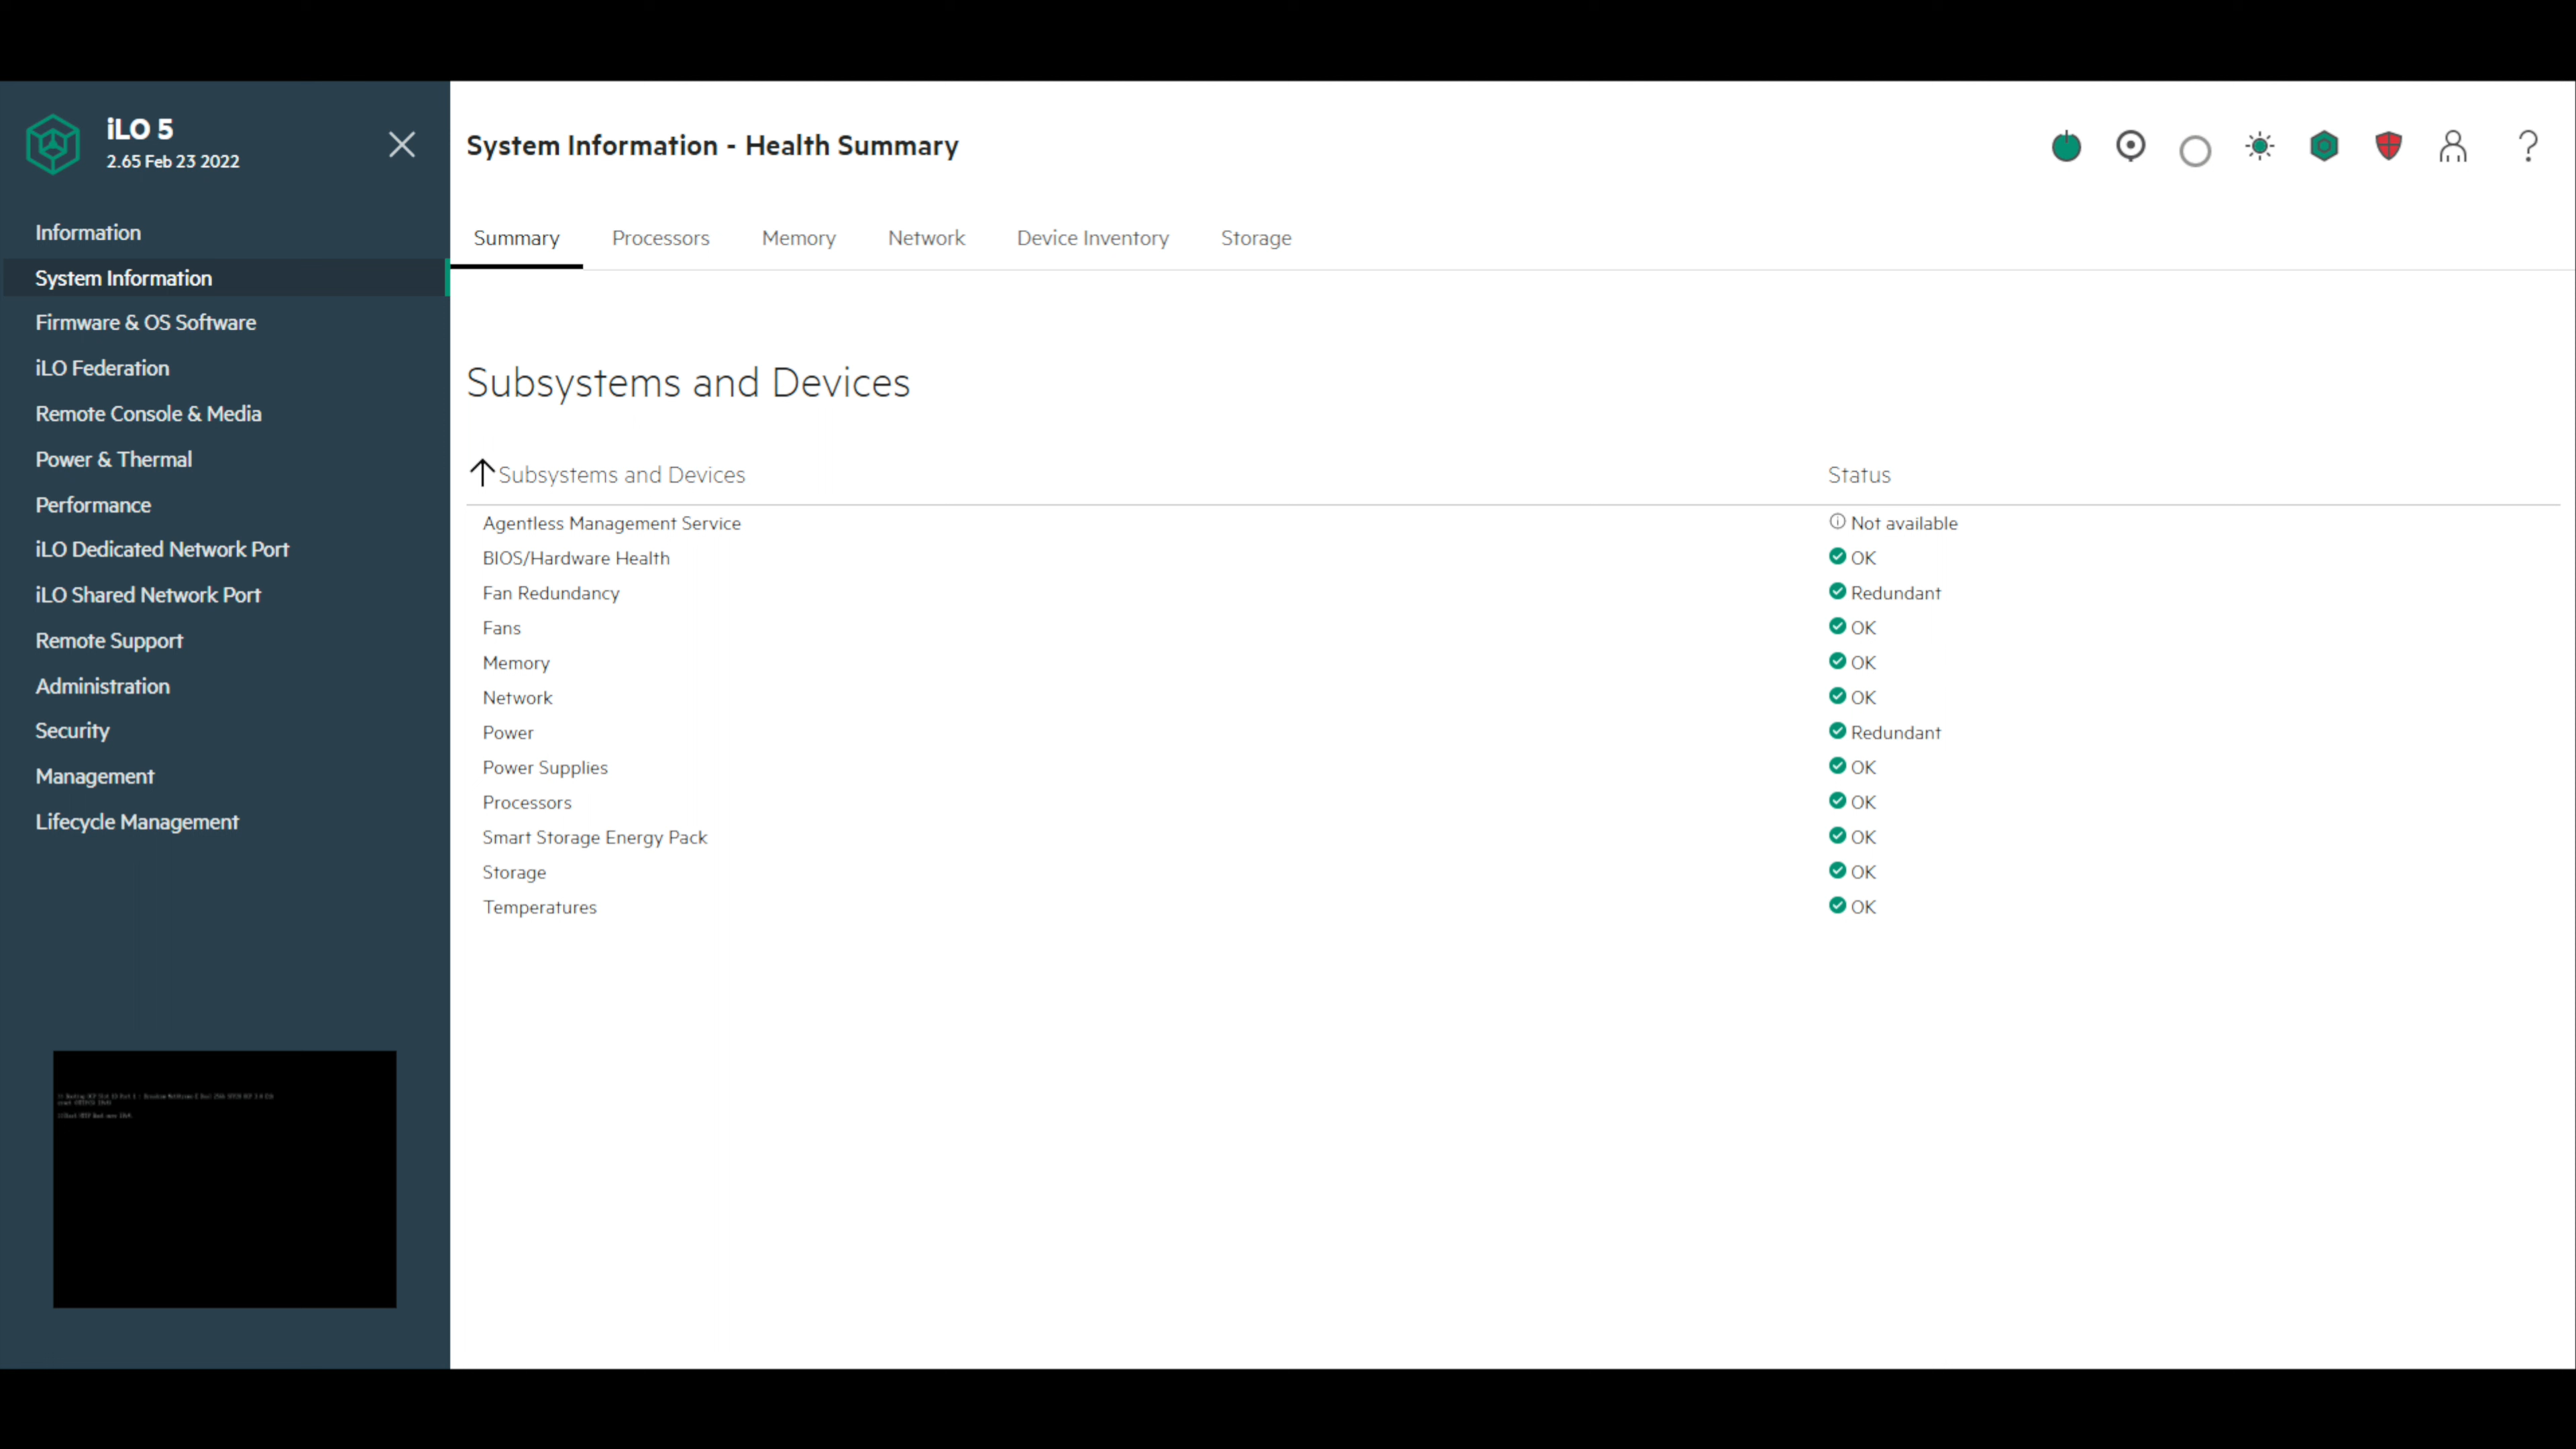 iLO 5
2.65 Feb 23 2022
System Information - Health Summary
Information
System Information
Firmware & OS Software
iLO Federation
Remote Console & Media
Power & Thermal
Performance
iLO Dedicated Network Port
iLO Shared Network Port
Remote Support
Administration
Security
Management
Lifecycle Management
Summary Processors Memory Network Device Inventory Storage
Subsystems and Devices
Subsystems and Devices Status
Agentless Management Service Not available
BIOS/Hardware Health OK
Fan Redundancy Redundant
Fans OK
Memory OK
Network OK
Power Redundant
Power Supplies OK
Processors OK
Smart Storage Energy Pack OK
Storage OK
Temperatures OK